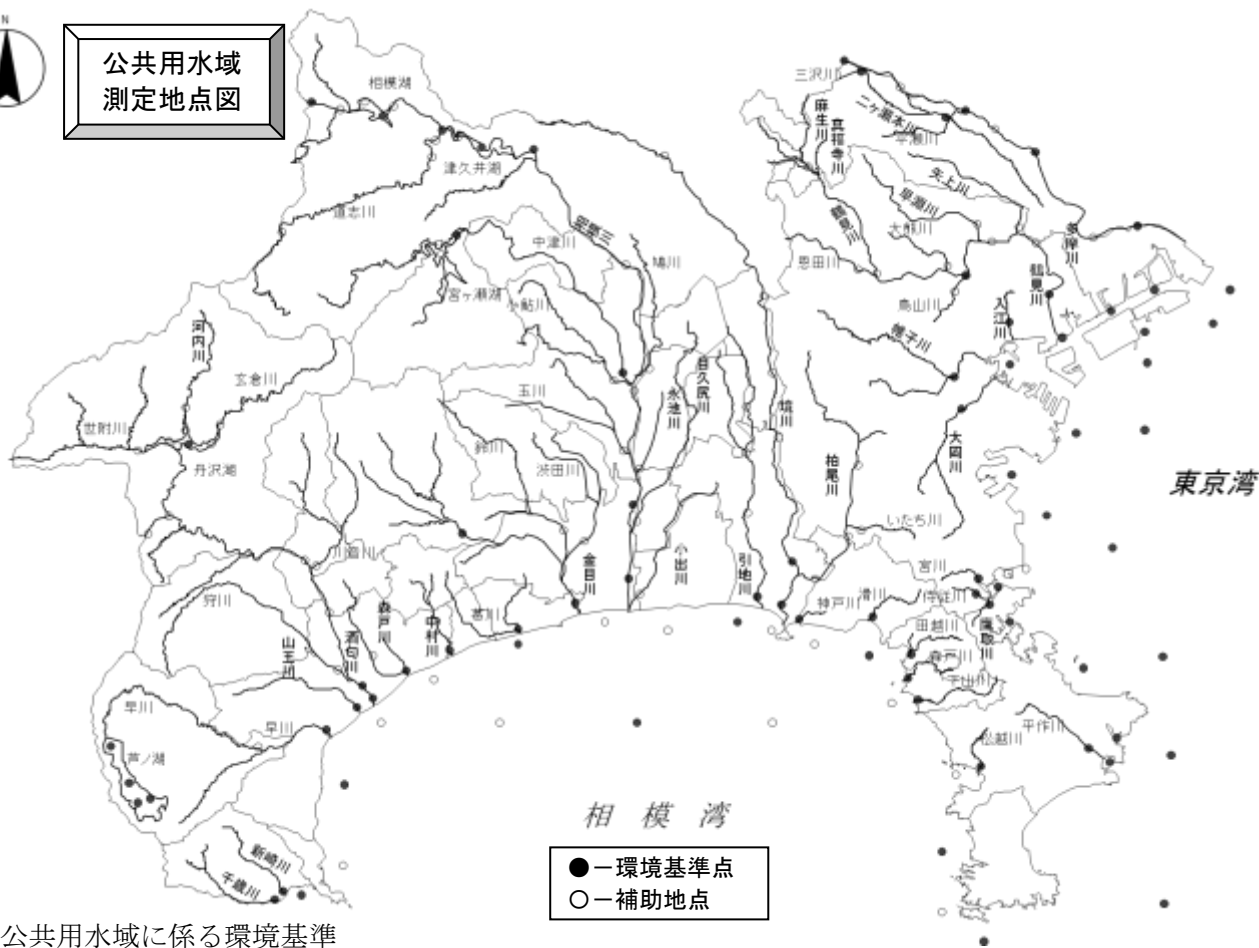 N
公共用水域
測定地点図
三沢川
相模湖
麻生川
真福寺川
二ヶ領本川
平瀬川
津久井湖
矢上川
早淵川
道志川
鶴見川
大熊川
多摩川
中津川
鳩川
恩田川
宮ヶ瀬湖
小鮎川
鳥山川
鶴見川
入江川
河内川
帷子川
玄倉川
玉川
永池川
目久尻川
境川
世附川
大岡川
鈴川
渋田川
柏尾川
丹沢湖
東京湾
いたち川
川音川
小出川
引地川
金目川
宮川
侍従川
狩川
神戸川
滑川
森戸川
中村川
葛川
田越川
鷹取川
山王川
酒匂川
森戸川
下山川
早川
早川
平作川
松越川
芦ノ湖
相模湾
新崎川
千歳川
●－環境基準点
○－補助地点
公共用水域に係る環境基準